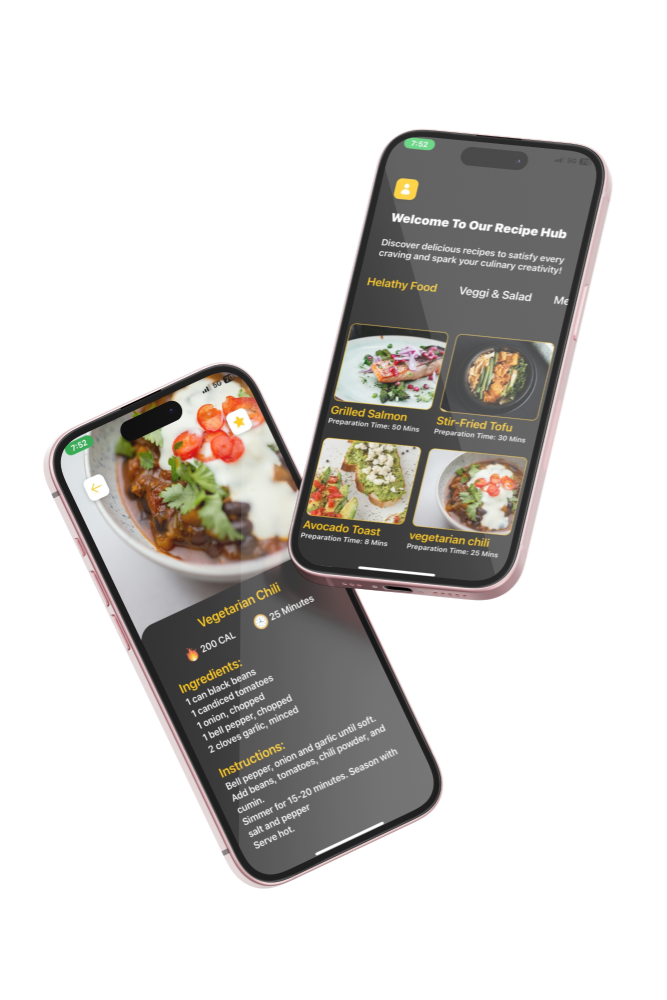 7:52
5G
Welcome To Our Recipe Hub
Discover delicious recipes to satisfy every
craving and spark your culinary creativity!
Helathy Food Veggi & Salad Me
Grilled Salmon
Preparation Time: 50 Mins
Stir-Fried Tofu
Preparation Time: 30 Mins
Avocado Toast
Preparation Time: 8 Mins
vegetarian chili
Preparation Time: 25 Mins
7:52
5G
Vegetarian Chili
200 CAL
25 Minutes
Ingredients:
1 can black beans
1 candiced tomatoes
1 onion, chopped
1 bell pepper, chopped
2 cloves garlic, minced
Instructions:
Bell pepper, onion and garlic until soft.
Add beans, tomatoes, chili powder, and
cumin.
Simmer for 15-20 minutes. Season with
salt and pepper
Serve hot.